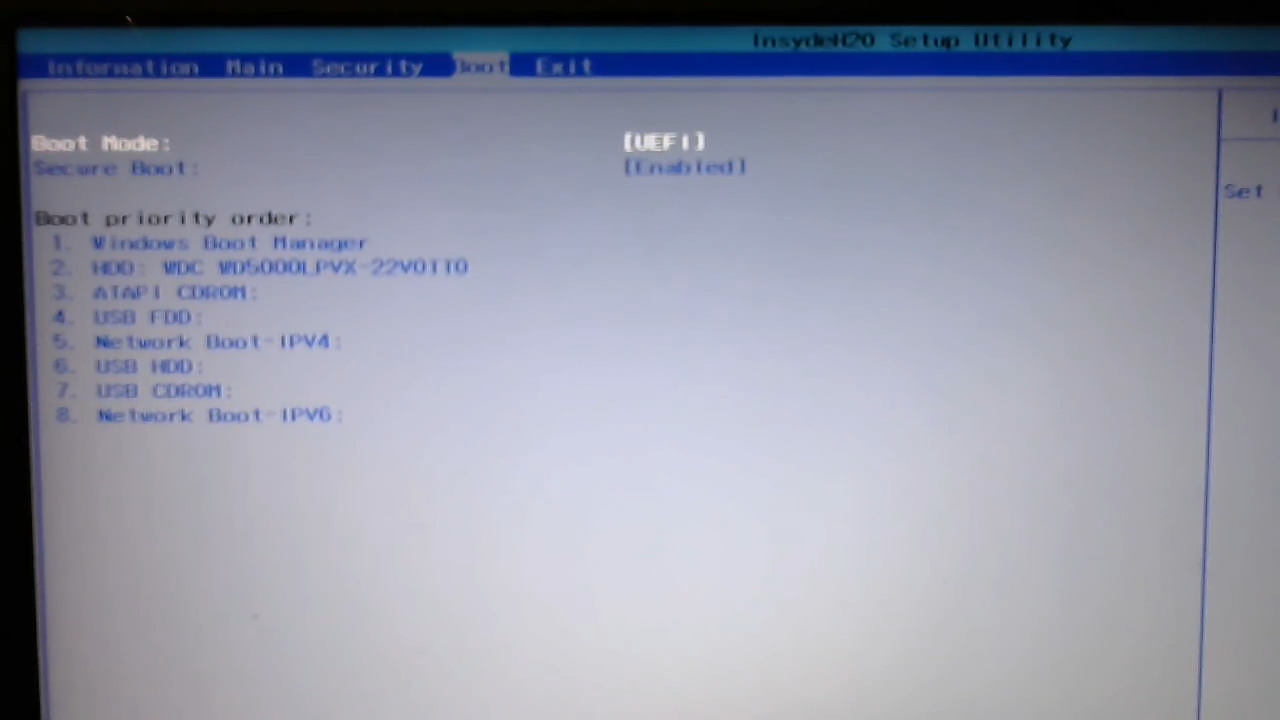 InsydeH20 Setup Utility
Information Main Security Boot Exit
Boot Mode: [UEFI]
Secure Boot: [Enabled]
Set
Boot priority order:
1. Windows Boot Manager
2. HDD: WDC WD5000LPVX-22V0TT0
3. ATAPI CDROM:
4. USB FDD:
5. Network Boot-IPV4:
6. USB HDD:
7. USB CDROM:
8. Network Boot-IPV6: